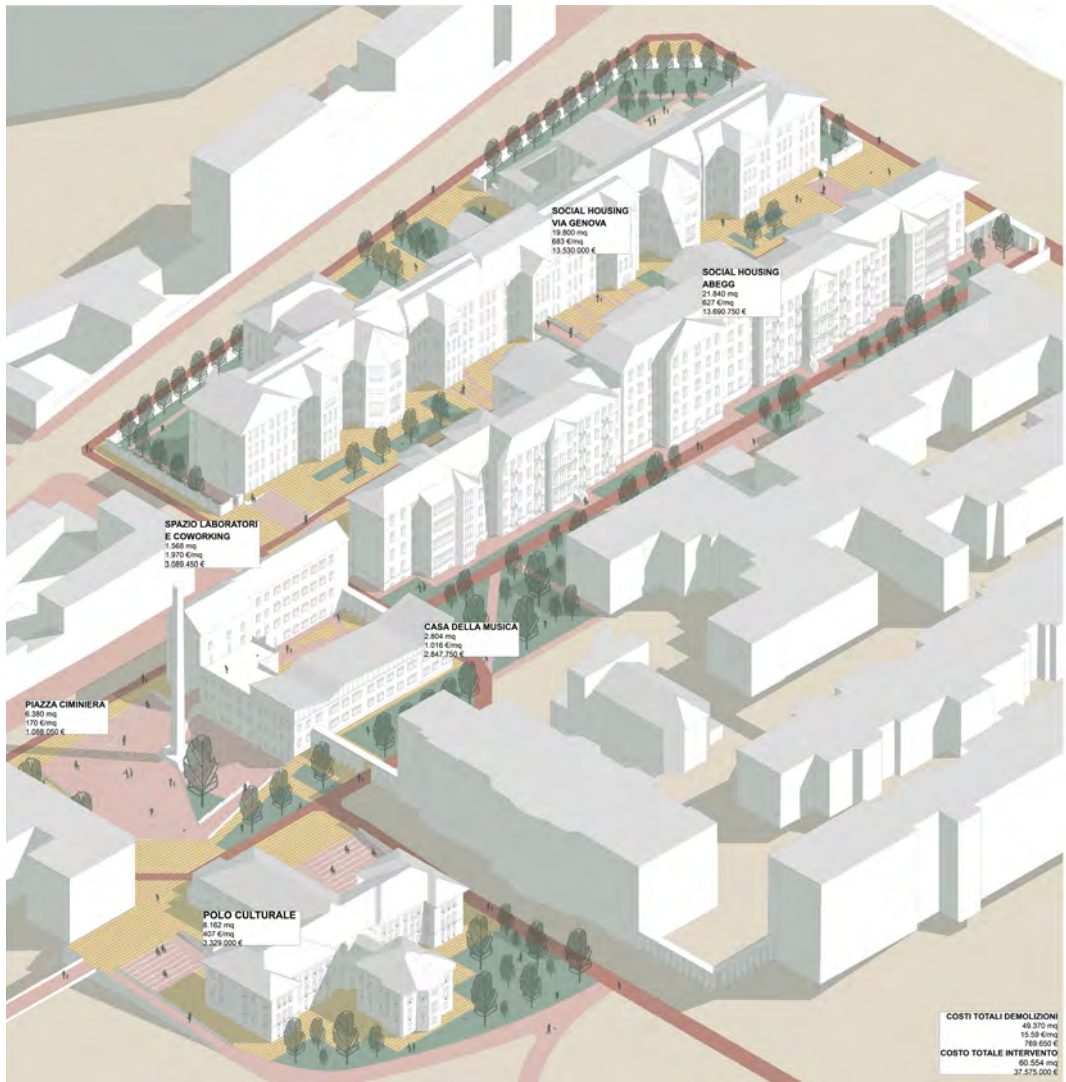 SOCIAL HOUSING
VIA GENOVA
19.800 mq
683 €/mq
13.530.000 €
SOCIAL HOUSING
ABEGG
21.840 mq
627 €/mq
13.690.750 €
SPAZIO LABORATORI
E COWORKING
1.568 mq
1.970 €/mq
3.089.450 €
CASA DELLA MUSICA
2.804 mq
1.016 €/mq
2.847.750 €
PIAZZA CIMINIERA
6.380 mq
170 €/mq
1.088.050 €
POLO CULTURALE
8.162 mq
407 €/mq
3.329.000 €
COSTI TOTALI DEMOLIZIONI
49.370 mq
15.59 €/mq
769.650 €
COSTO TOTALE INTERVENTO
60.554 mq
37.575.000 €